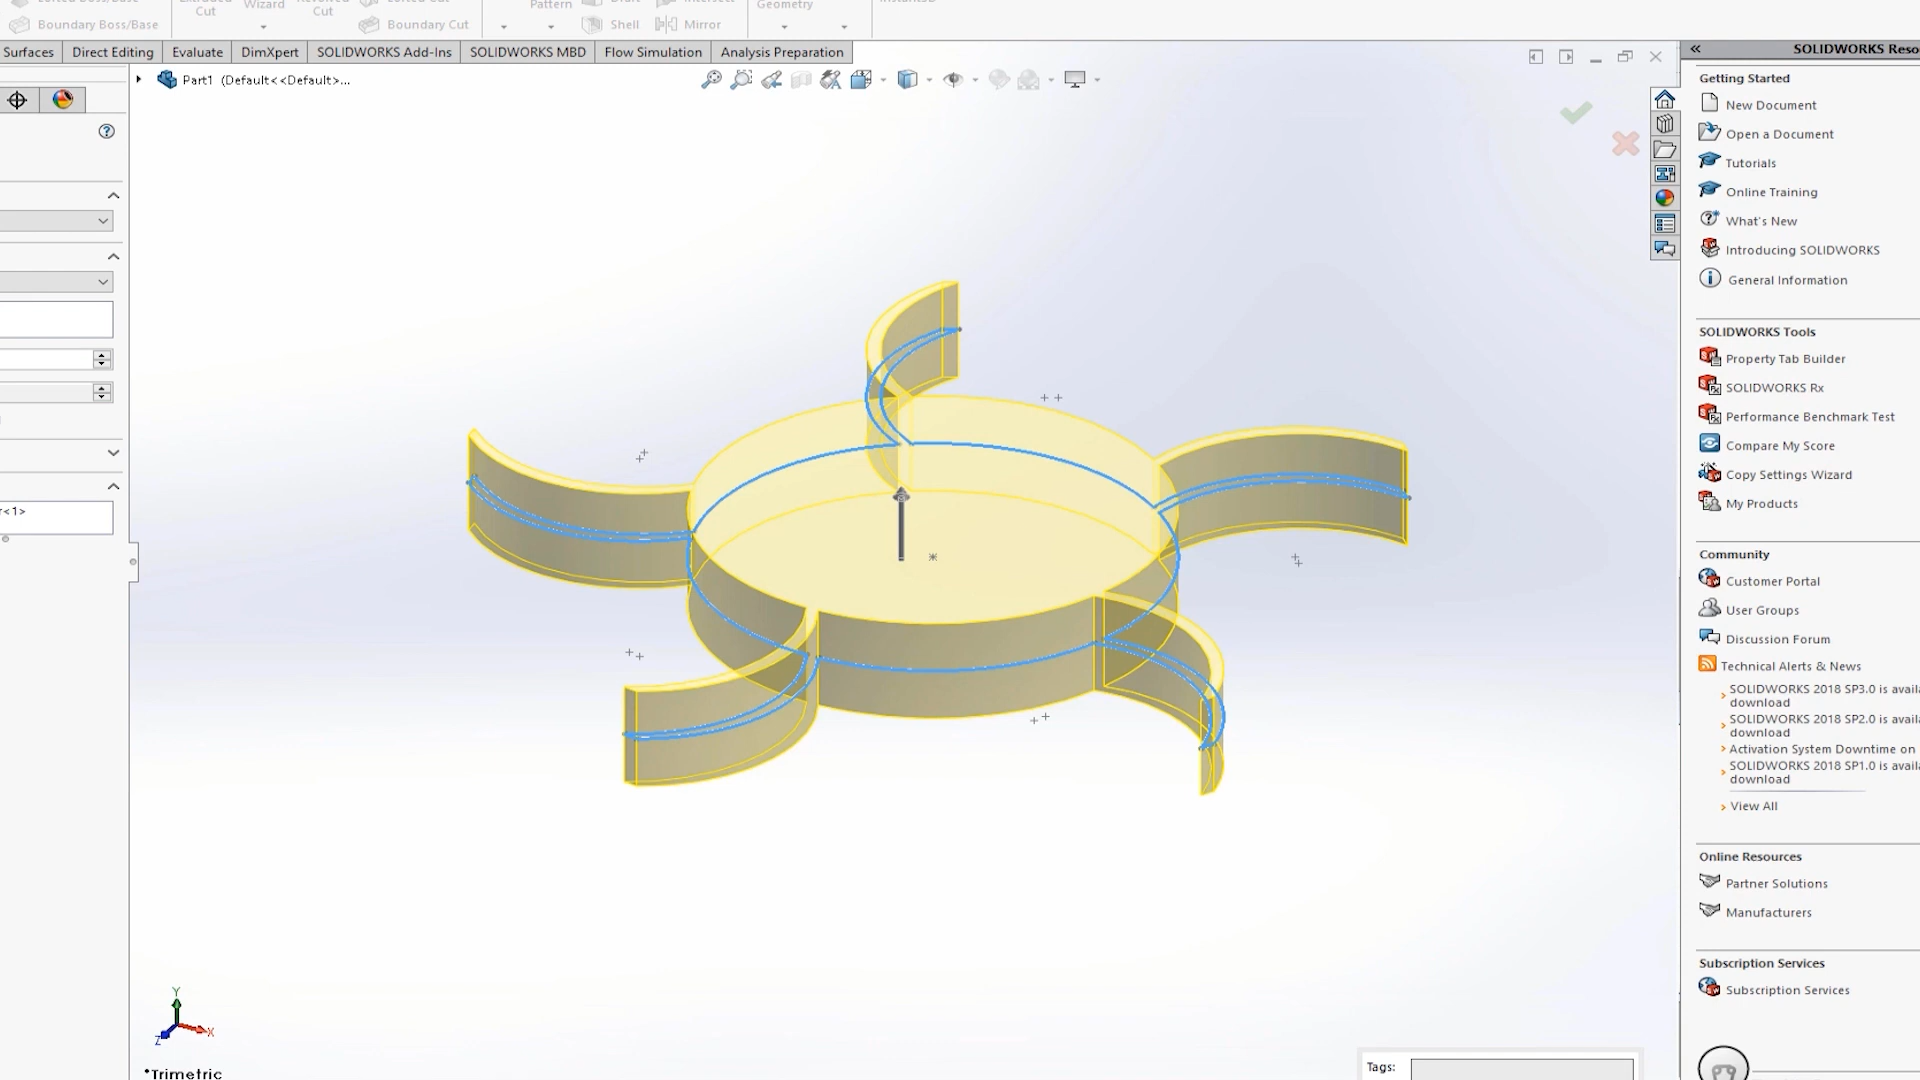 Wizard
Cut
Cut
Pattern
Geometry
Boundary Boss/Base
Boundary Cut
Shell
Mirror
Surfaces
Direct Editing
Evaluate
DimXpert
SOLIDWORKS Add-Ins
SOLIDWORKS MBD
Flow Simulation
Analysis Preparation
Part1 (Default<<Default>...
r<1>
Y
X
Z
*Trimetric
Tags:
SOLIDWORKS Reso
Getting Started
New Document
Open a Document
Tutorials
Online Training
What's New
Introducing SOLIDWORKS
General Information
SOLIDWORKS Tools
Property Tab Builder
SOLIDWORKS Rx
Performance Benchmark Test
Compare My Score
Copy Settings Wizard
My Products
Community
Customer Portal
User Groups
Discussion Forum
Technical Alerts & News
SOLIDWORKS 2018 SP3.0 is availa
download
SOLIDWORKS 2018 SP2.0 is availa
download
Activation System Downtime on
SOLIDWORKS 2018 SP1.0 is availa
download
View All
Online Resources
Partner Solutions
Manufacturers
Subscription Services
Subscription Services